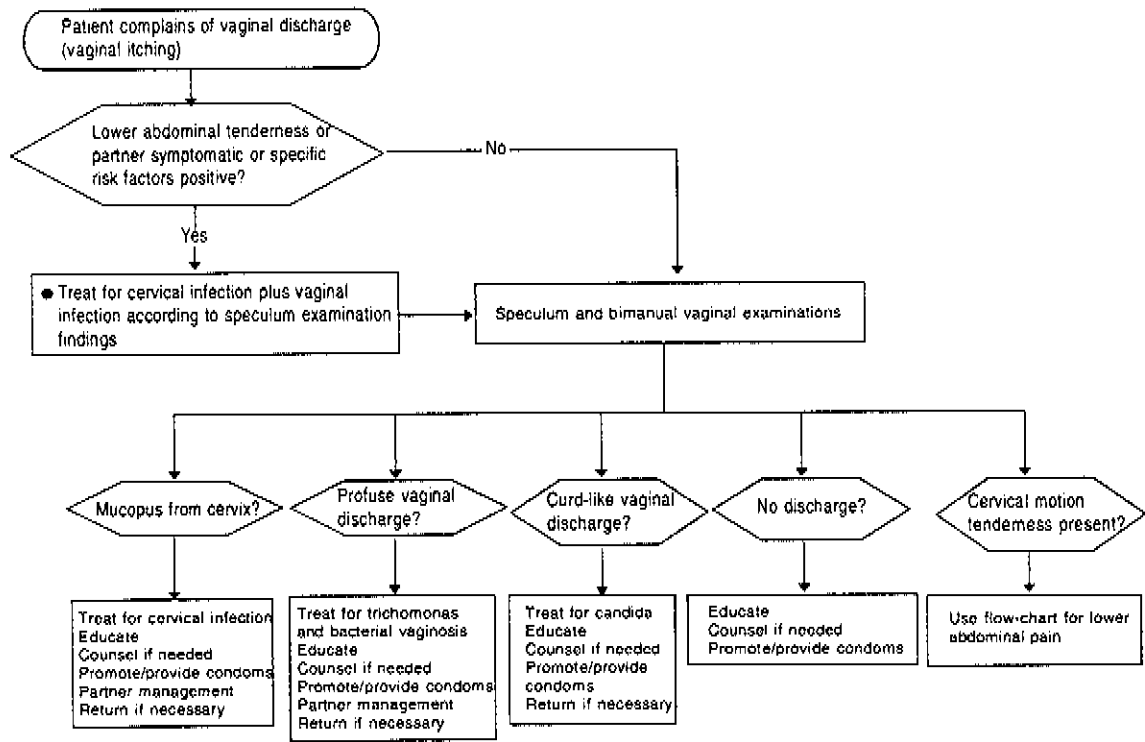 Patient complains of vaginal discharge
(vaginal itching)
Lower abdominal tenderness or
partner symptomatic or specific
risk factors positive?
No
Yes
● Treat for cervical infection plus vaginal
infection according to speculum examination
findings
Speculum and bimanual vaginal examinations
Mucopus from cervix?
Profuse vaginal
discharge?
Curd-like vaginal
discharge?
No discharge?
Cervical motion
tenderness present?
Treat for cervical infection
Educate
Counsel if needed
Promote/provide condoms
Partner management
Return if necessary
Treat for trichomonas
and bacterial vaginosis
Educate
Counsel if needed
Promote/provide condoms
Partner management
Return if necessary
Treat for candida
Educate
Counsel if needed
Promote/provide
condoms
Return if necessary
Educate
Counsel if needed
Promote/provide condoms
Use flow-chart for lower
abdominal pain